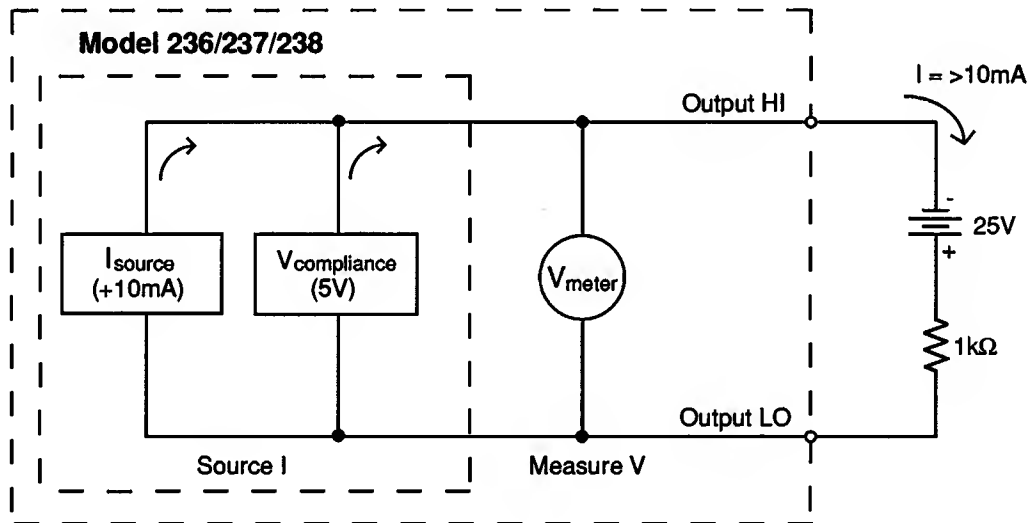 Model 236/237/238
I = >10mA
Output HI
Isource
(+10mA)
Vcompliance
(5V)
Vmeter
-
25V
+
1kΩ
Output LO
Source I
Measure V